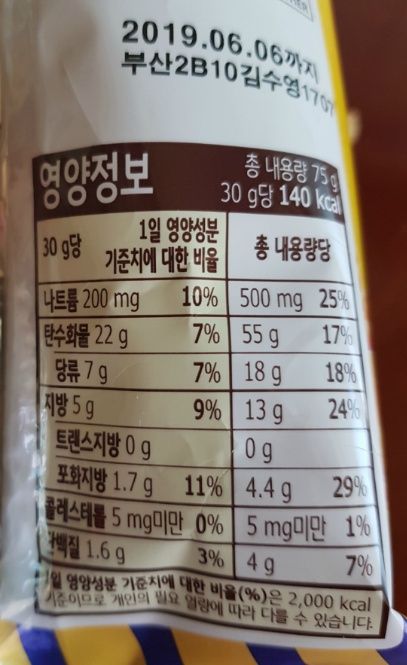 2019.06.06까지
부산2B10김수영1707
영양정보
총 내용량 75 g
30 g당 140 kcal
30 g당 1일 영양성분 기준치에 대한 비율 총 내용량당
나트륨 200 mg 10% 500 mg 25%
탄수화물 22 g 7% 55 g 17%
당류 7 g 7% 18 g 18%
지방 5 g 9% 13 g 24%
트랜스지방 0 g 0 g
포화지방 1.7 g 11% 4.4 g 29%
콜레스테롤 5 mg미만 0% 5 mg미만 1%
단백질 1.6 g 3% 4 g 7%
1일 영양성분 기준치에 대한 비율(%)은 2,000 kcal
기준이므로 개인의 필요 열량에 따라 다를 수 있습니다.